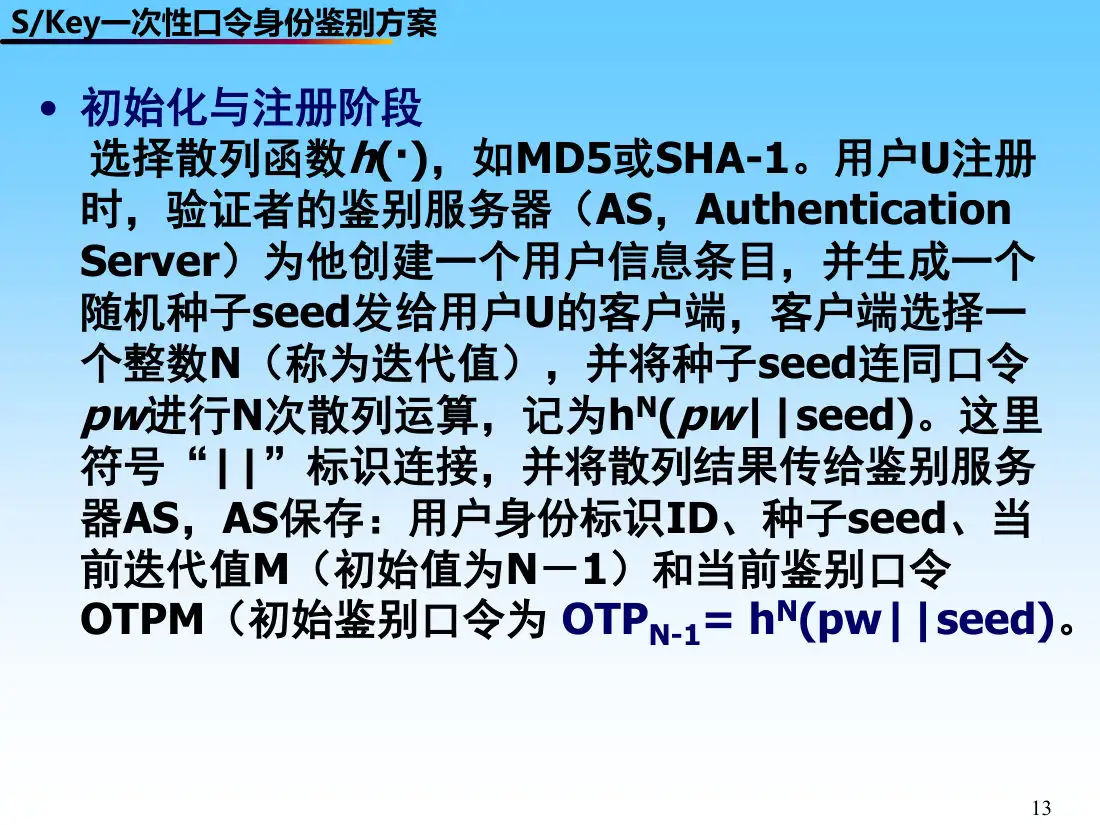 S/Key一次性口令身份鉴别方案
• 初始化与注册阶段
选择散列函数h(·)，如MD5或SHA-1。用户U注册
时，验证者的鉴别服务器（AS，Authentication
Server）为他创建一个用户信息条目，并生成一个
随机种子seed发给用户U的客户端，客户端选择一
个整数N（称为迭代值），并将种子seed连同口令
pw进行N次散列运算，记为hᴺ(pw||seed)。这里
符号“||”标识连接，并将散列结果传给鉴别服务
器AS，AS保存：用户身份标识ID、种子seed、当
前迭代值M（初始值为N－1）和当前鉴别口令
OTPM（初始鉴别口令为 OTPN-1= hᴺ(pw||seed)。
13